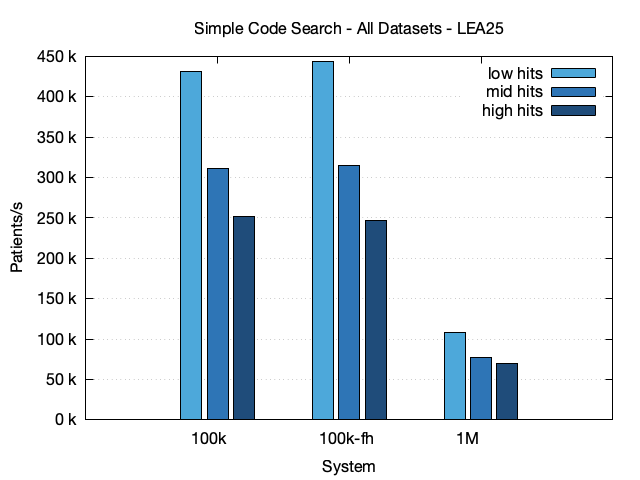 Simple Code Search - All Datasets - LEA25
low hits
mid hits
high hits
450 k
400 k
350 k
300 k
250 k
200 k
150 k
100 k
50 k
0 k
Patients/s
100k 100k-fh 1M
System